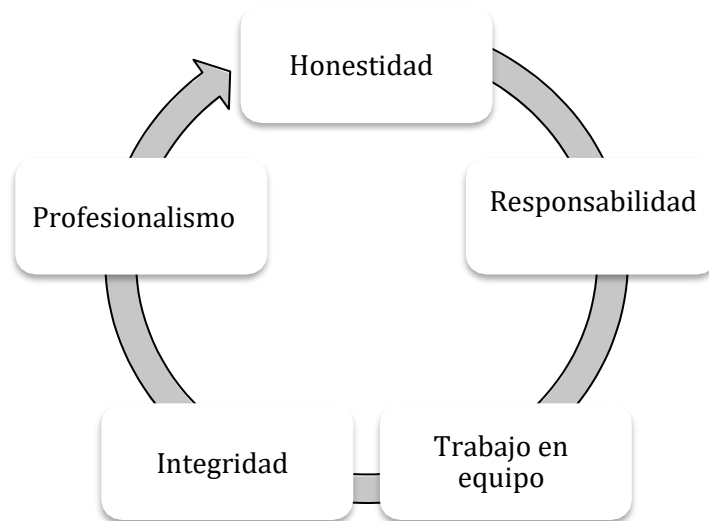 Honestidad
Responsabilidad
Trabajo en
equipo
Integridad
Profesionalismo